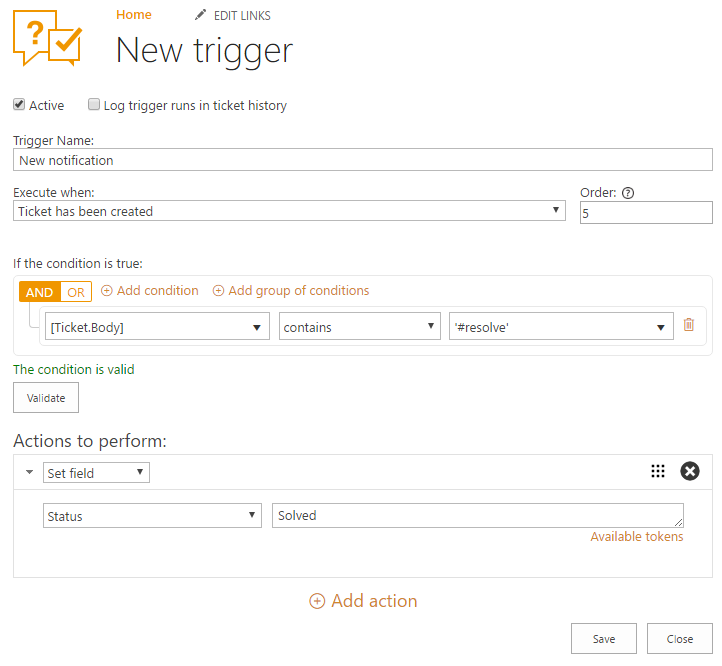 Home EDIT LINKS
New trigger
Active Log trigger runs in ticket history
Trigger Name:
New notification
Execute when: Order: ?
Ticket has been created 5
If the condition is true:
AND OR Add condition Add group of conditions
[Ticket.Body] contains '#resolve'
The condition is valid
Validate
Actions to perform:
Set field
Status Solved
Available tokens
Add action
Save Close